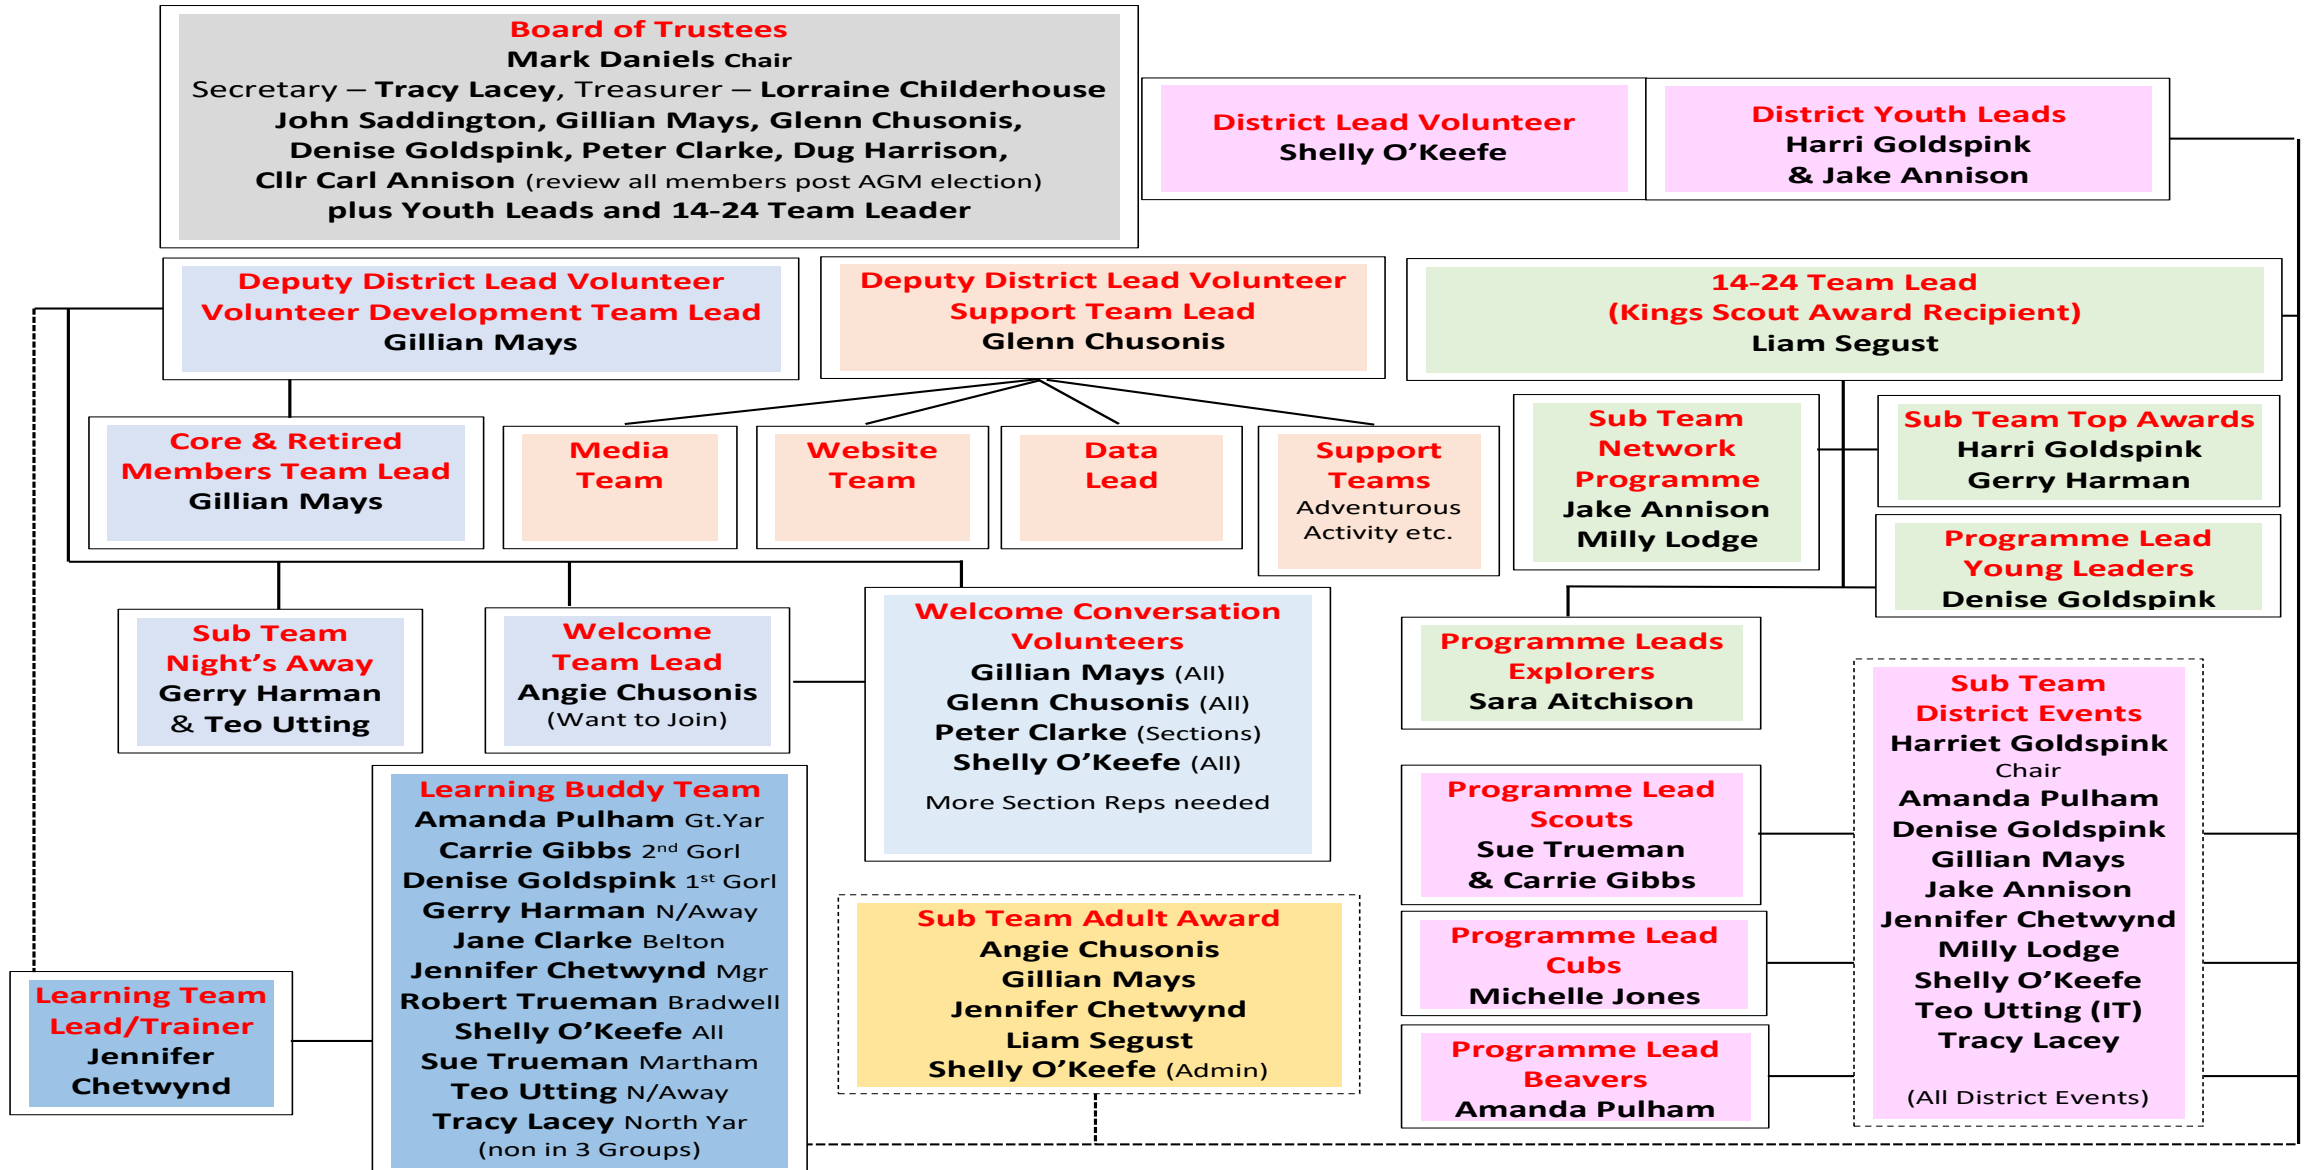 Board of Trustees
Mark Daniels Chair
Secretary – Tracy Lacey, Treasurer – Lorraine Childerhouse
John Saddington, Gillian Mays, Glenn Chusonis,
Denise Goldspink, Peter Clarke, Dug Harrison,
Cllr Carl Annison (review all members post AGM election)
plus Youth Leads and 14-24 Team Leader
District Lead Volunteer
Shelly O’Keefe
District Youth Leads
Harri Goldspink
& Jake Annison
Deputy District Lead Volunteer
Volunteer Development Team Lead
Gillian Mays
Deputy District Lead Volunteer
Support Team Lead
Glenn Chusonis
14-24 Team Lead
(Kings Scout Award Recipient)
Liam Segust
Core & Retired
Members Team Lead
Gillian Mays
Media
Team
Website
Team
Data
Lead
Support
Teams
Adventurous
Activity etc.
Sub Team
Network
Programme
Jake Annison
Milly Lodge
Sub Team Top Awards
Harri Goldspink
Gerry Harman
Programme Lead
Young Leaders
Denise Goldspink
Sub Team
Night’s Away
Gerry Harman
& Teo Utting
Welcome
Team Lead
Angie Chusonis
(Want to Join)
Welcome Conversation
Volunteers
Gillian Mays (All)
Glenn Chusonis (All)
Peter Clarke (Sections)
Shelly O’Keefe (All)
More Section Reps needed
Programme Leads
Explorers
Sara Aitchison
Sub Team
District Events
Harriet Goldspink
Chair
Amanda Pulham
Denise Goldspink
Gillian Mays
Jake Annison
Jennifer Chetwynd
Milly Lodge
Shelly O’Keefe
Teo Utting (IT)
Tracy Lacey
(All District Events)
Learning Team
Lead/Trainer
Jennifer
Chetwynd
Learning Buddy Team
Amanda Pulham Gt.Yar
Carrie Gibbs 2nd Gorl
Denise Goldspink 1st Gorl
Gerry Harman N/Away
Jane Clarke Belton
Jennifer Chetwynd Mgr
Robert Trueman Bradwell
Shelly O’Keefe All
Sue Trueman Martham
Teo Utting N/Away
Tracy Lacey North Yar
(non in 3 Groups)
Sub Team Adult Award
Angie Chusonis
Gillian Mays
Jennifer Chetwynd
Liam Segust
Shelly O’Keefe (Admin)
Programme Lead
Scouts
Sue Trueman
& Carrie Gibbs
Programme Lead
Cubs
Michelle Jones
Programme Lead
Beavers
Amanda Pulham